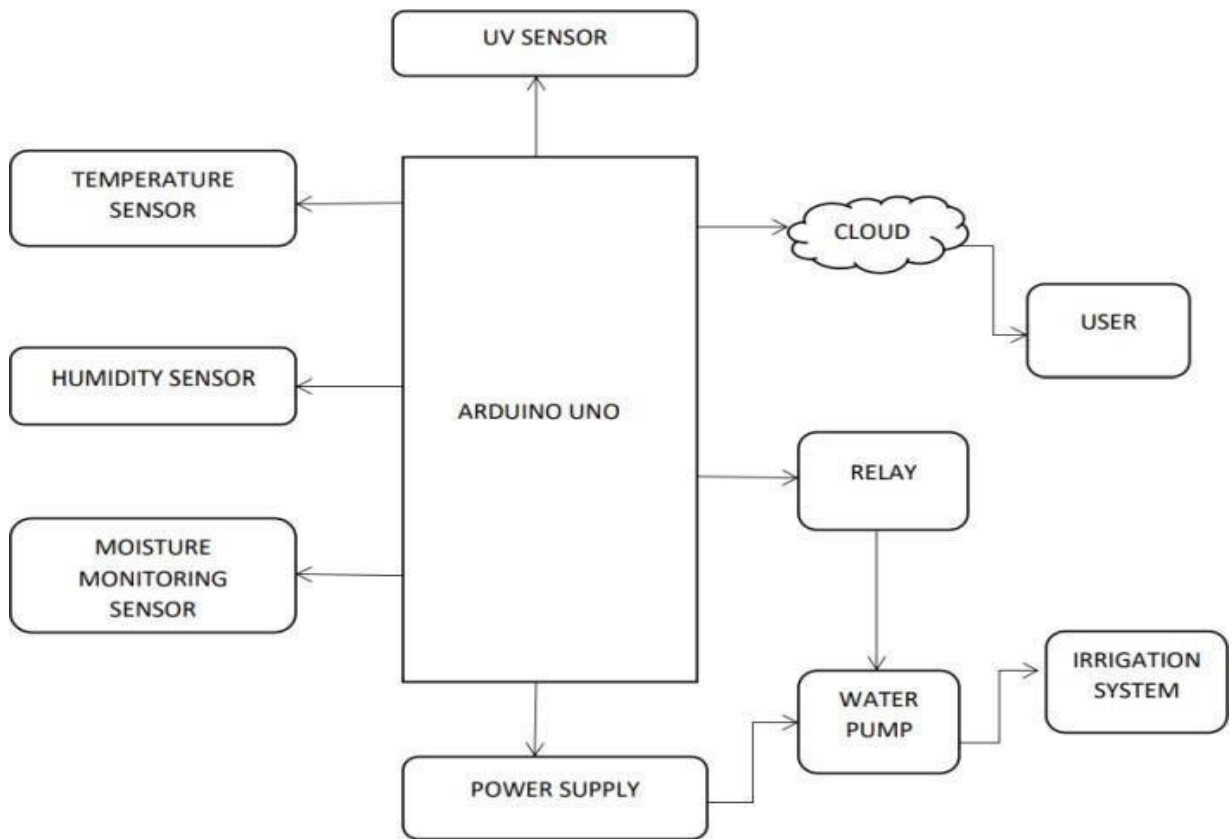 UV SENSOR
TEMPERATURE
SENSOR
CLOUD
USER
HUMIDITY SENSOR
ARDUINO UNO
RELAY
MOISTURE
MONITORING
SENSOR
IRRIGATION
SYSTEM
WATER
PUMP
POWER SUPPLY